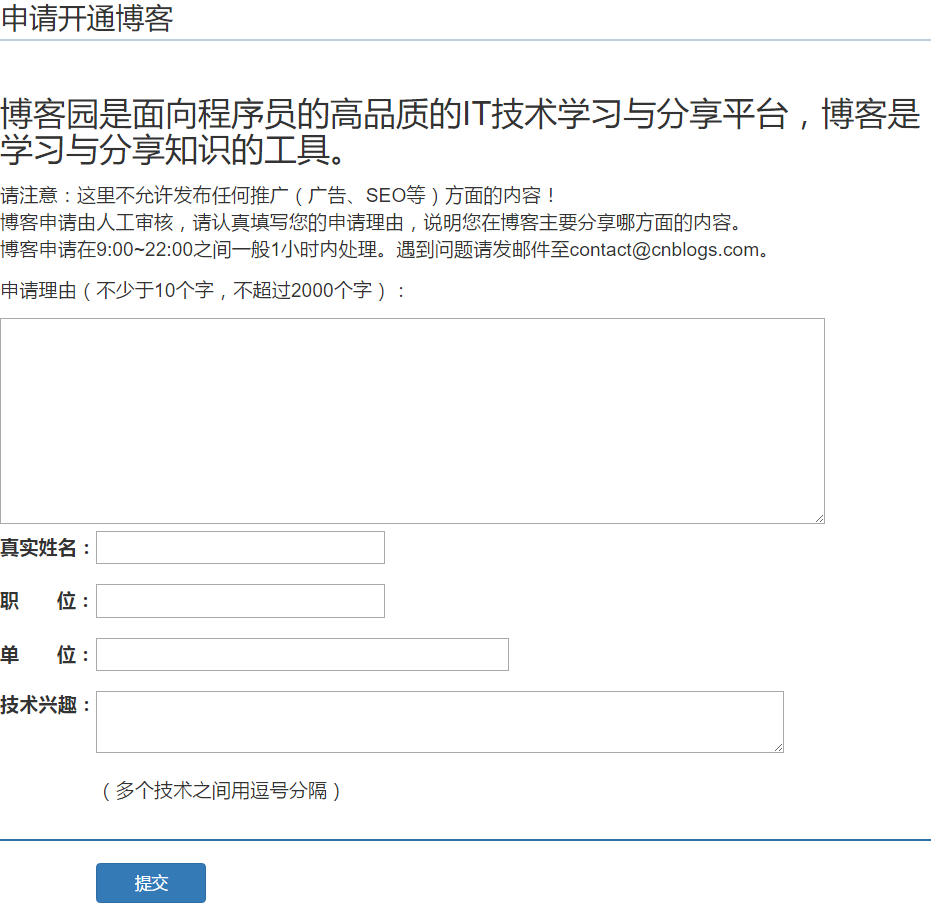 申请开通博客
博客园是面向程序员的高品质的IT技术学习与分享平台，博客是
学习与分享知识的工具。
请注意：这里不允许发布任何推广（广告、SEO等）方面的内容！
博客申请由人工审核，请认真填写您的申请理由，说明您在博客主要分享哪方面的内容。
博客申请在9:00~22:00之间一般1小时内处理。遇到问题请发邮件至contact@cnblogs.com。
申请理由（不少于10个字，不超过2000个字）：
真实姓名：
职　　位：
单　　位：
技术兴趣：
（多个技术之间用逗号分隔）
提交